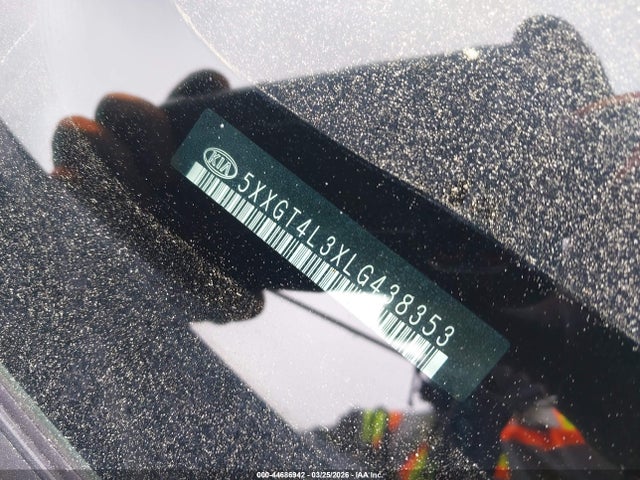 KIA
5XXGT4L3XLG438353
000-44686942 - 03/25/2026 - IAA Inc.